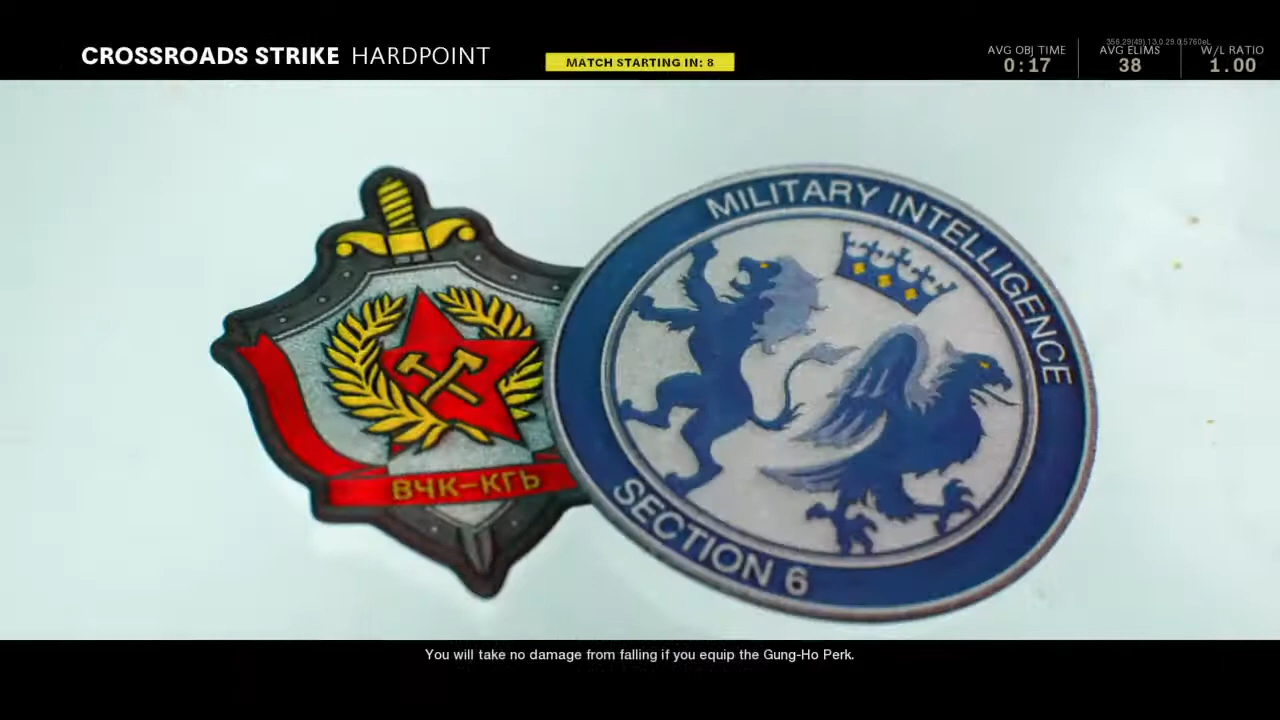 CROSSROADS STRIKE HARDPOINT
MATCH STARTING IN: 8
AVG OBJ TIME
0:17
AVG ELIMS
38
W/L RATIO
1.00
MILITARY INTELLIGENCE
SECTION 6
ВЧК–КГЬ
You will take no damage from falling if you equip the Gung-Ho Perk.